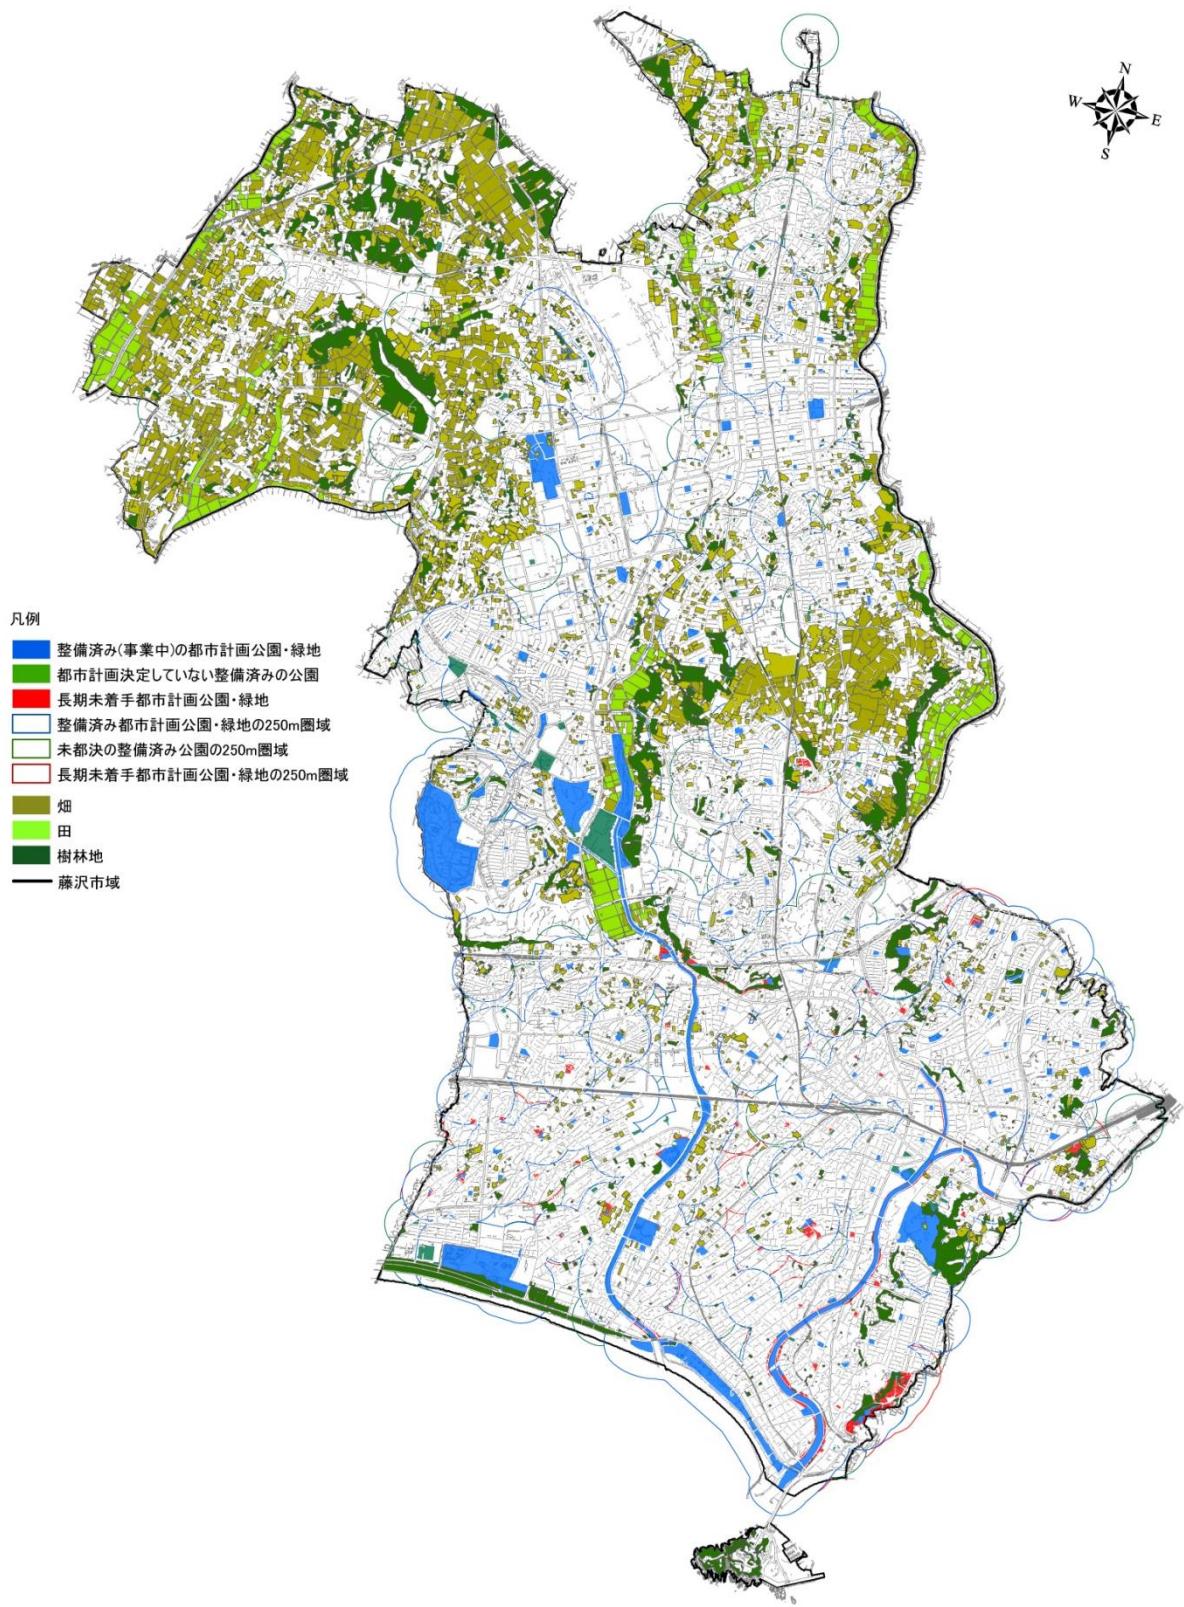 N
W
E
S
凡例
整備済み(事業中)の都市計画公園・緑地
都市計画決定していない整備済みの公園
長期未着手都市計画公園・緑地
整備済み都市計画公園・緑地の250m圏域
未都決の整備済み公園の250m圏域
長期未着手都市計画公園・緑地の250m圏域
畑
田
樹林地
藤沢市域